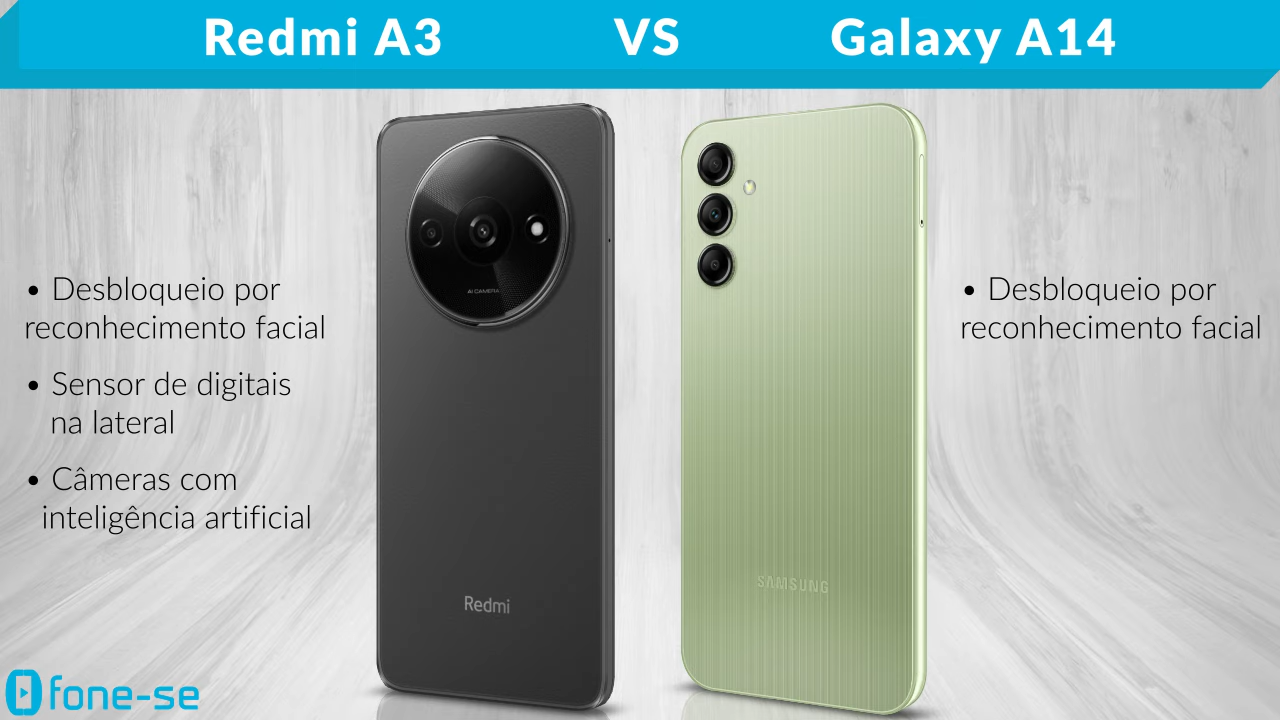 Redmi A3 VS Galaxy A14
• Desbloqueio por
reconhecimento facial
• Sensor de digitais
na lateral
• Câmeras com
inteligência artificial
AI CAMERA
Redmi
SAMSUNG
• Desbloqueio por
reconhecimento facial
fone-se